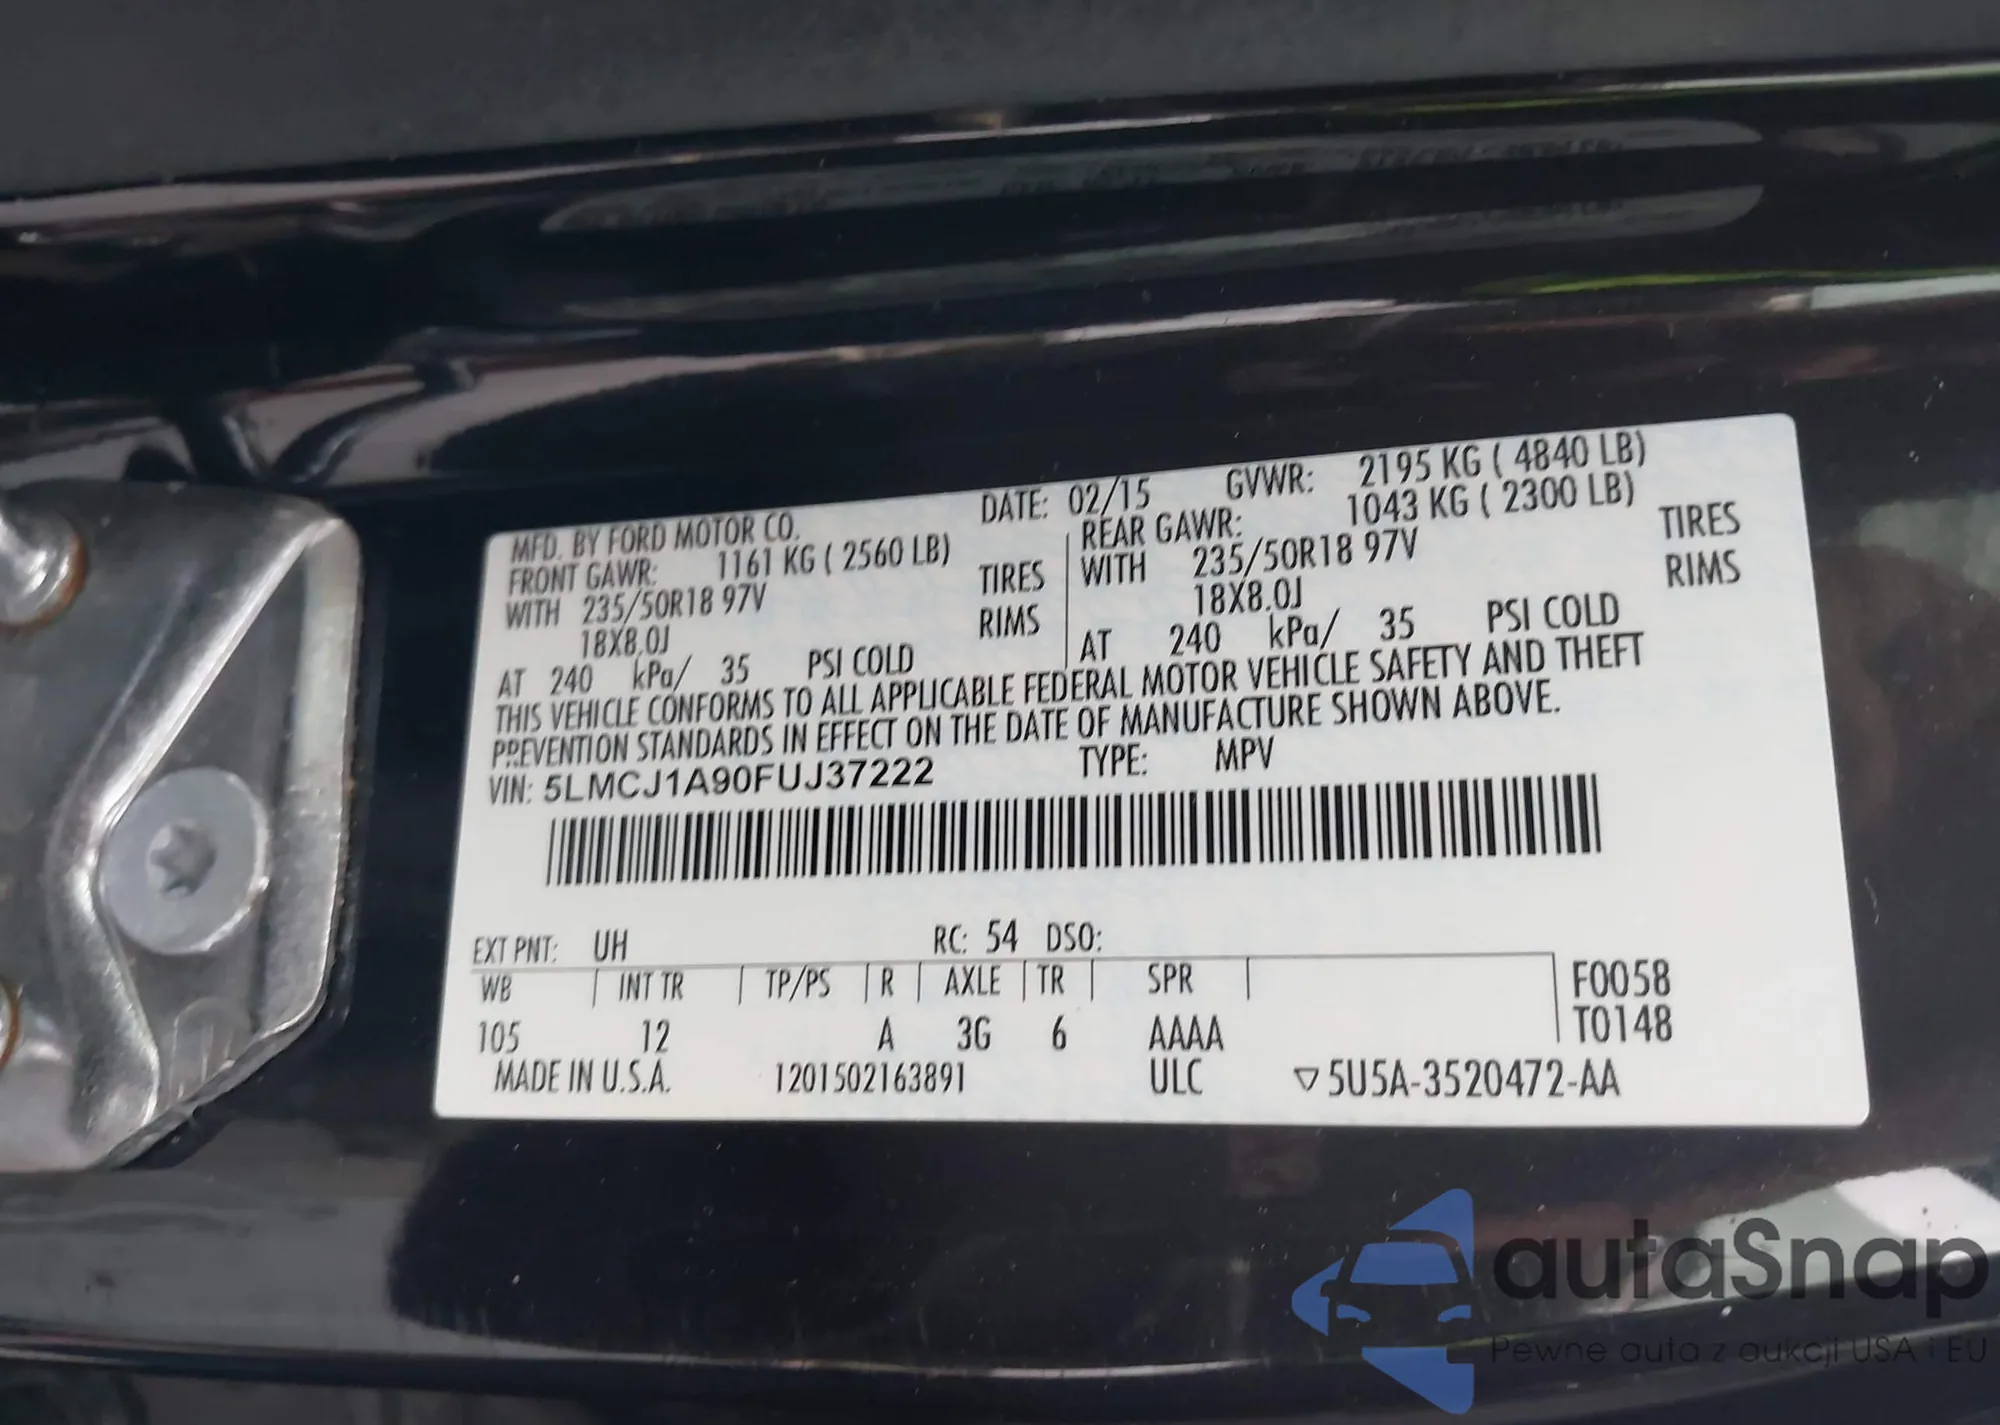 MFD. BY FORD MOTOR CO. DATE: 02/15 GVWR: 2195 KG ( 4840 LB)
FRONT GAWR: 1161 KG ( 2560 LB) REAR GAWR: 1043 KG ( 2300 LB)
WITH 235/50R18 97V TIRES WITH 235/50R18 97V TIRES
18X8.0J RIMS 18X8.0J RIMS
AT 240 kPa/ 35 PSI COLD AT 240 kPa/ 35 PSI COLD
THIS VEHICLE CONFORMS TO ALL APPLICABLE FEDERAL MOTOR VEHICLE SAFETY AND THEFT
PREVENTION STANDARDS IN EFFECT ON THE DATE OF MANUFACTURE SHOWN ABOVE.
VIN: 5LMCJ1A90FUJ37222 TYPE: MPV
EXT PNT: UH RC: 54 DSO:
WB INT TR TP/PS R AXLE TR SPR F0058
105 12 A 3G 6 AAAA T0148
MADE IN U.S.A. 1201502163891 ULC ▽5U5A-3520472-AA
autaSnap
Pewne auta z aukcji USA i EU